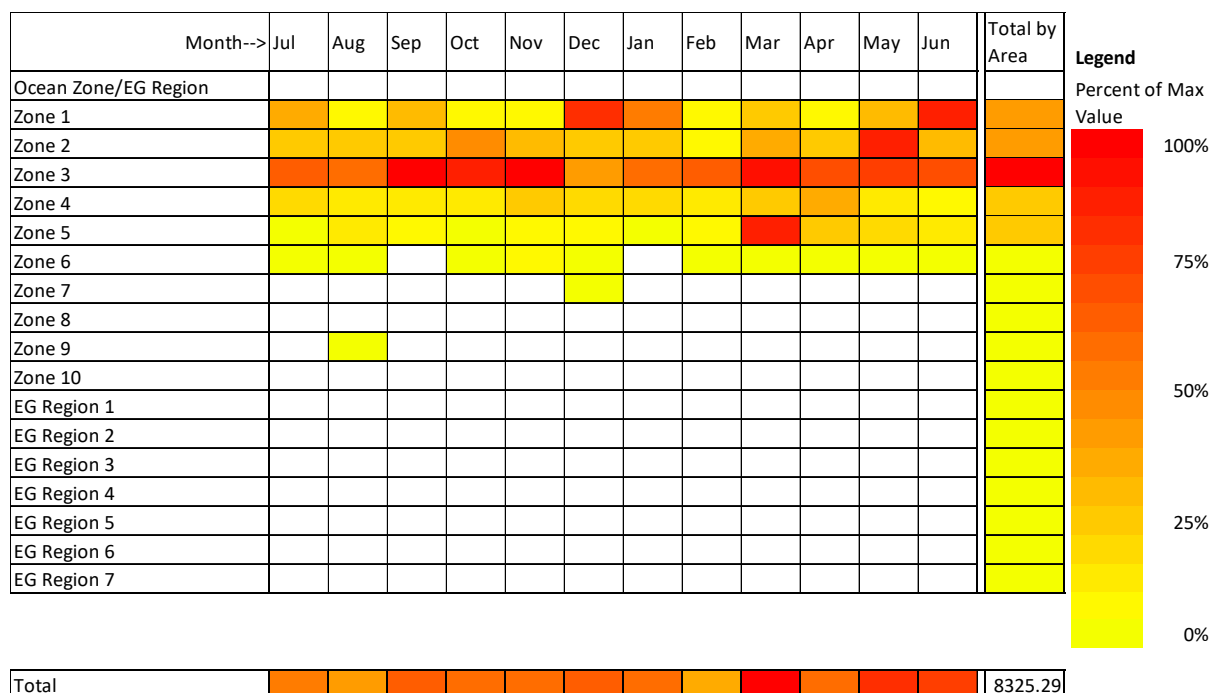 Month--> Jul Aug Sep Oct Nov Dec Jan Feb Mar Apr May Jun Total by Area
Ocean Zone/EG Region
Zone 1
Zone 2
Zone 3
Zone 4
Zone 5
Zone 6
Zone 7
Zone 8
Zone 9
Zone 10
EG Region 1
EG Region 2
EG Region 3
EG Region 4
EG Region 5
EG Region 6
EG Region 7
Total 8325.29
Legend
Percent of Max
Value
100%
75%
50%
25%
0%